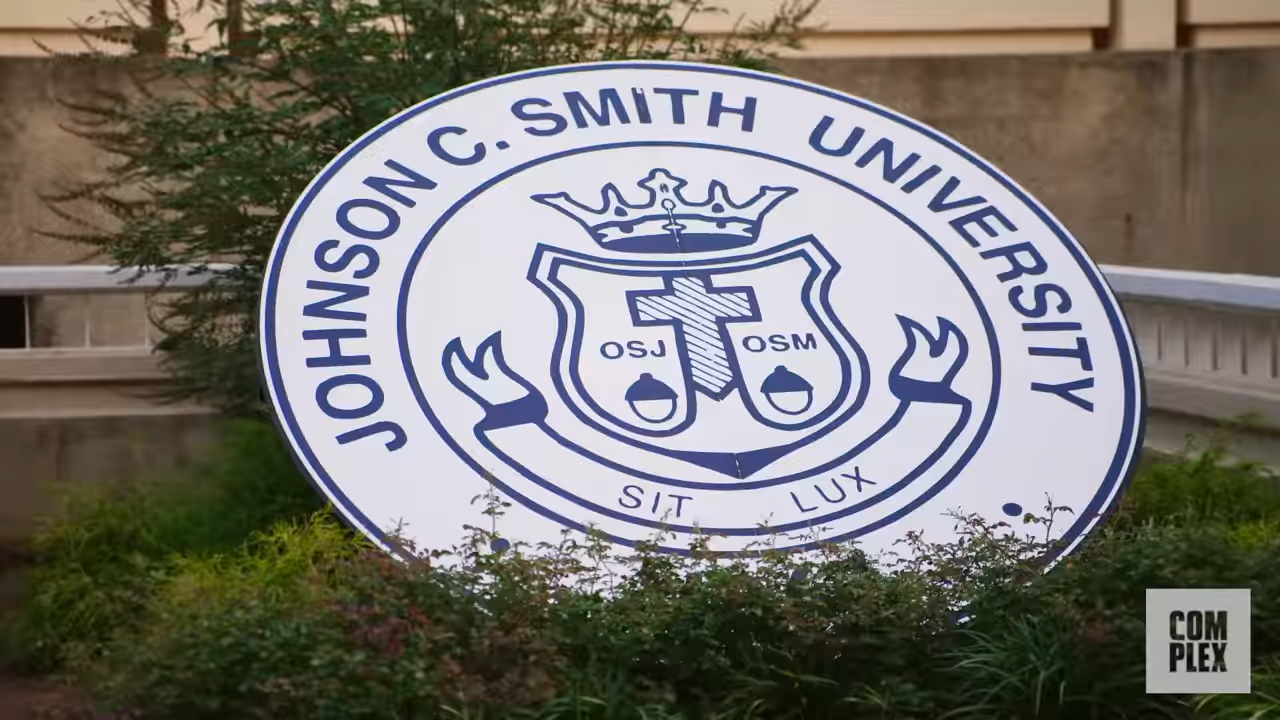 JOHNSON C. SMITH UNIVERSITY
OSJ OSM
SIT LUX
COM
PLEX